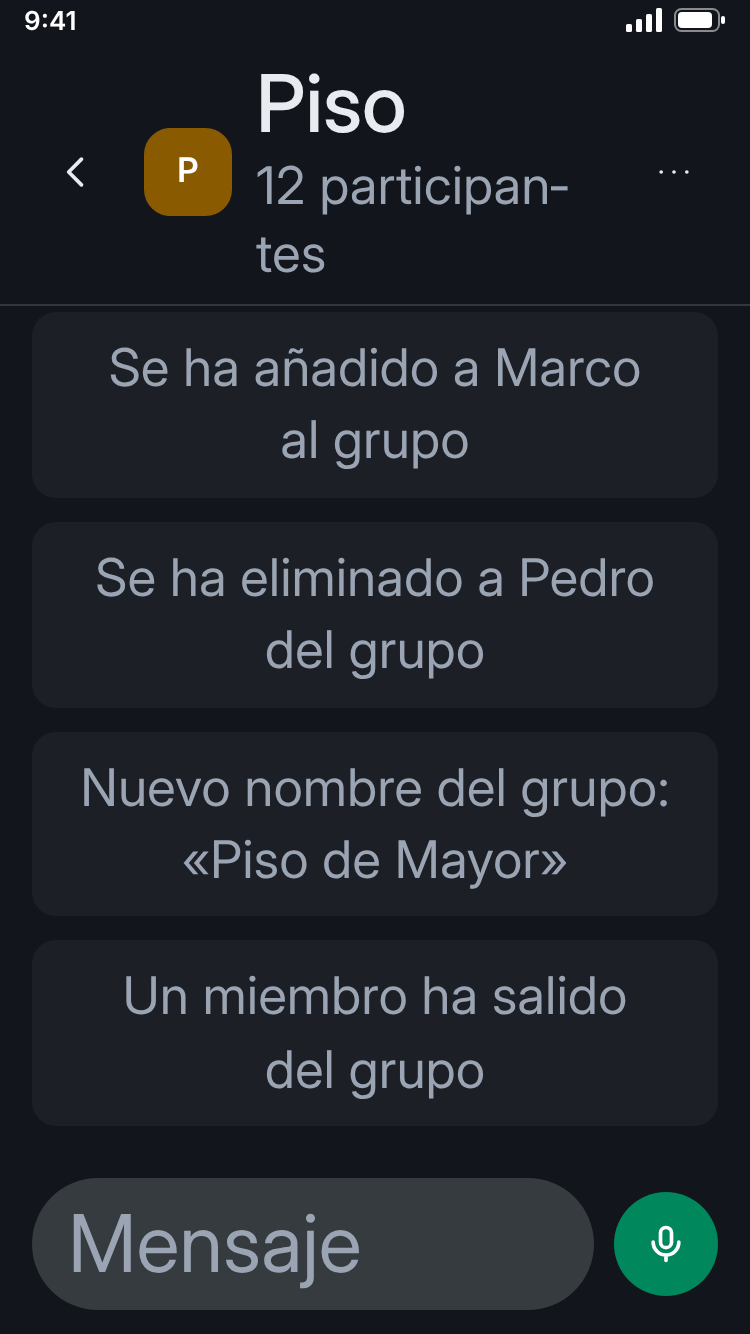 9:41
Piso
P
12 participan-
tes
...
Se ha añadido a Marco
al grupo
Se ha eliminado a Pedro
del grupo
Nuevo nombre del grupo:
«Piso de Mayor»
Un miembro ha salido
del grupo
Mensaje